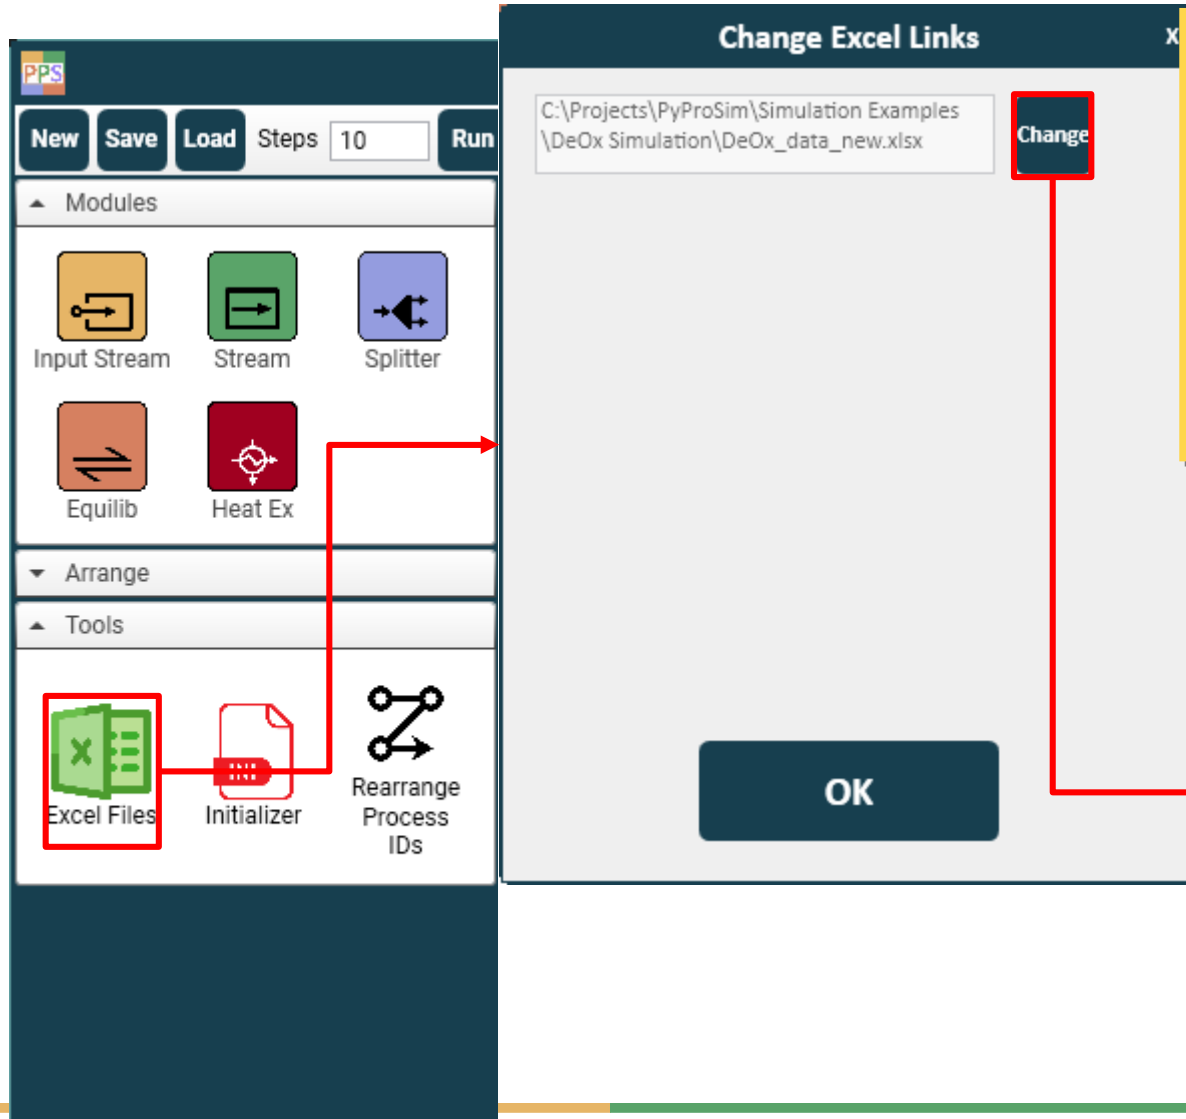 PPS
New Save Load Steps 10 Run
Modules
Input Stream Stream Splitter
Equilib Heat Ex
Arrange
Tools
Excel Files Initializer Rearrange
Process
IDs
Change Excel Links X
C:\Projects\PyProSim\Simulation Examples
\DeOx Simulation\DeOx_data_new.xlsx
Change
OK